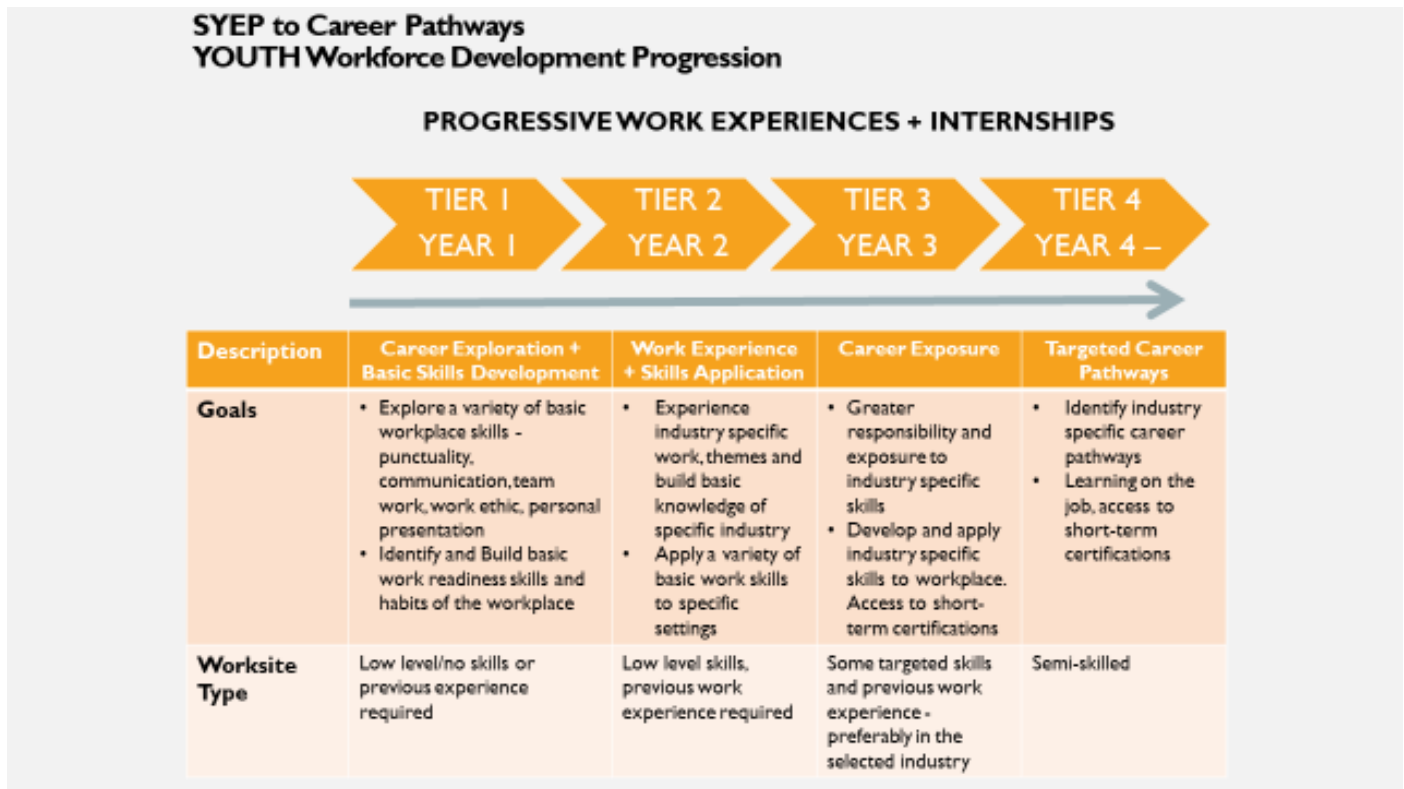 SYEP to Career Pathways
YOUTH Workforce Development Progression
PROGRESSIVE WORK EXPERIENCES + INTERNSHIPS
TIER 1
YEAR 1
TIER 2
YEAR 2
TIER 3
YEAR 3
TIER 4
YEAR 4 –
Description
Career Exploration +
Basic Skills Development
Work Experience
+ Skills Application
Career Exposure
Targeted Career
Pathways
Goals
• Explore a variety of basic
workplace skills -
punctuality,
communication, team
work, work ethic, personal
presentation
• Identify and Build basic
work readiness skills and
habits of the workplace
• Experience
industry specific
work, themes and
build basic
knowledge of
specific industry
• Apply a variety of
basic work skills
to specific
settings
• Greater
responsibility and
exposure to
industry specific
skills
• Develop and apply
industry specific
skills to workplace.
Access to short-
term certifications
• Identify industry
specific career
pathways
• Learning on the
job, access to
short-term
certifications
Worksite
Type
Low level/no skills or
previous experience
required
Low level skills,
previous work
experience required
Some targeted skills
and previous work
experience -
preferably in the
selected industry
Semi-skilled